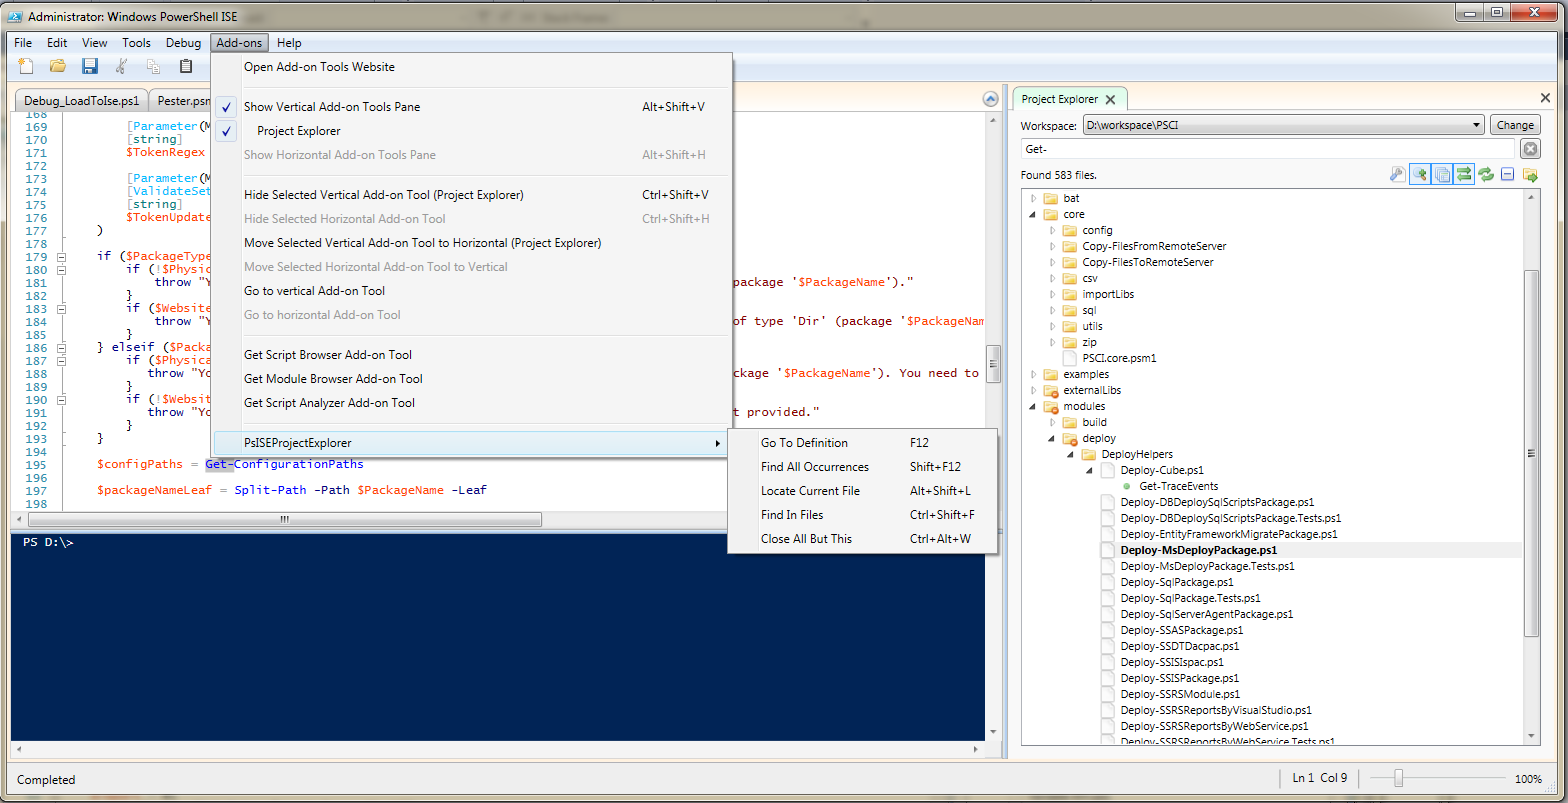 Administrator: Windows PowerShell ISE
File Edit View Tools Debug Add-ons Help
Debug_LoadToIse.ps1 Pester.psm
168
169 [Parameter(M
170 [string]
171 $TokenRegex
172
173 [Parameter(M
174 [ValidateSet
175 [string]
176 $TokenUpdate
177 )
178
179 if ($PackageType
180 if (!$Physic
181 throw "Y package '$PackageName')."
182 }
183 if ($Website
184 throw "Y of type 'Dir' (package '$PackageNam
185 }
186 } elseif ($Packa
187 if ($Physica
188 throw "Yo ckage '$PackageName'). You need to
189 }
190 if (!$Websit
191 throw "Yo t provided."
192 }
193 }
194
195 $configPaths = Get-ConfigurationPaths
196
197 $packageNameLeaf = Split-Path -Path $PackageName -Leaf
198
Open Add-on Tools Website
Show Vertical Add-on Tools Pane Alt+Shift+V
Project Explorer
Show Horizontal Add-on Tools Pane Alt+Shift+H
Hide Selected Vertical Add-on Tool (Project Explorer) Ctrl+Shift+V
Hide Selected Horizontal Add-on Tool Ctrl+Shift+H
Move Selected Vertical Add-on Tool to Horizontal (Project Explorer)
Move Selected Horizontal Add-on Tool to Vertical
Go to vertical Add-on Tool
Go to horizontal Add-on Tool
Get Script Browser Add-on Tool
Get Module Browser Add-on Tool
Get Script Analyzer Add-on Tool
PsISEProjectExplorer
Go To Definition F12
Find All Occurrences Shift+F12
Locate Current File Alt+Shift+L
Find In Files Ctrl+Shift+F
Close All But This Ctrl+Alt+W
PS D:\>
Project Explorer
Workspace: D:\workspace\PSCI Change
Get-
Found 583 files.
bat
core
config
Copy-FilesFromRemoteServer
Copy-FilesToRemoteServer
csv
importLibs
sql
utils
zip
PSCI.core.psm1
examples
externalLibs
modules
build
deploy
DeployHelpers
Deploy-Cube.ps1
Get-TraceEvents
Deploy-DBDeploySqlScriptsPackage.ps1
Deploy-DBDeploySqlScriptsPackage.Tests.ps1
Deploy-EntityFrameworkMigratePackage.ps1
Deploy-MsDeployPackage.ps1
Deploy-MsDeployPackage.Tests.ps1
Deploy-SqlPackage.ps1
Deploy-SqlPackage.Tests.ps1
Deploy-SqlServerAgentPackage.ps1
Deploy-SSASPackage.ps1
Deploy-SSDTDacpac.ps1
Deploy-SSISIspac.ps1
Deploy-SSISPackage.ps1
Deploy-SSRSModule.ps1
Deploy-SSRSReportsByVisualStudio.ps1
Deploy-SSRSReportsByWebService.ps1
Deploy-SSRSReportsByWebService.Tests.ps1
Completed
Ln 1 Col 9 100%